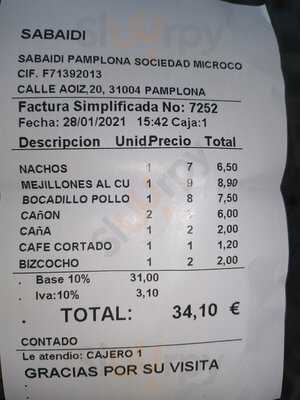 SABAIDI
SABAIDI PAMPLONA SOCIEDAD MICROCO
CIF. F71392013
CALLE AOIZ,20, 31004 PAMPLONA
Factura Simplificada No: 7252
Fecha: 28/01/2021 15:42 Caja:1
Descripcion Unid. Precio Total
NACHOS 1 7 6,50
MEJILLONES AL CU 1 9 8,90
BOCADILLO POLLO 1 8 7,50
CAñON 2 6,00
CAñA 1 2 2,00
CAFE CORTADO 1 1 1,20
BIZCOCHO 1 2 2,00
. Base 10% 31,00
. Iva:10% 3,10
. TOTAL: 34,10 €
CONTADO
Le atendio: CAJERO 1
GRACIAS POR SU VISITA